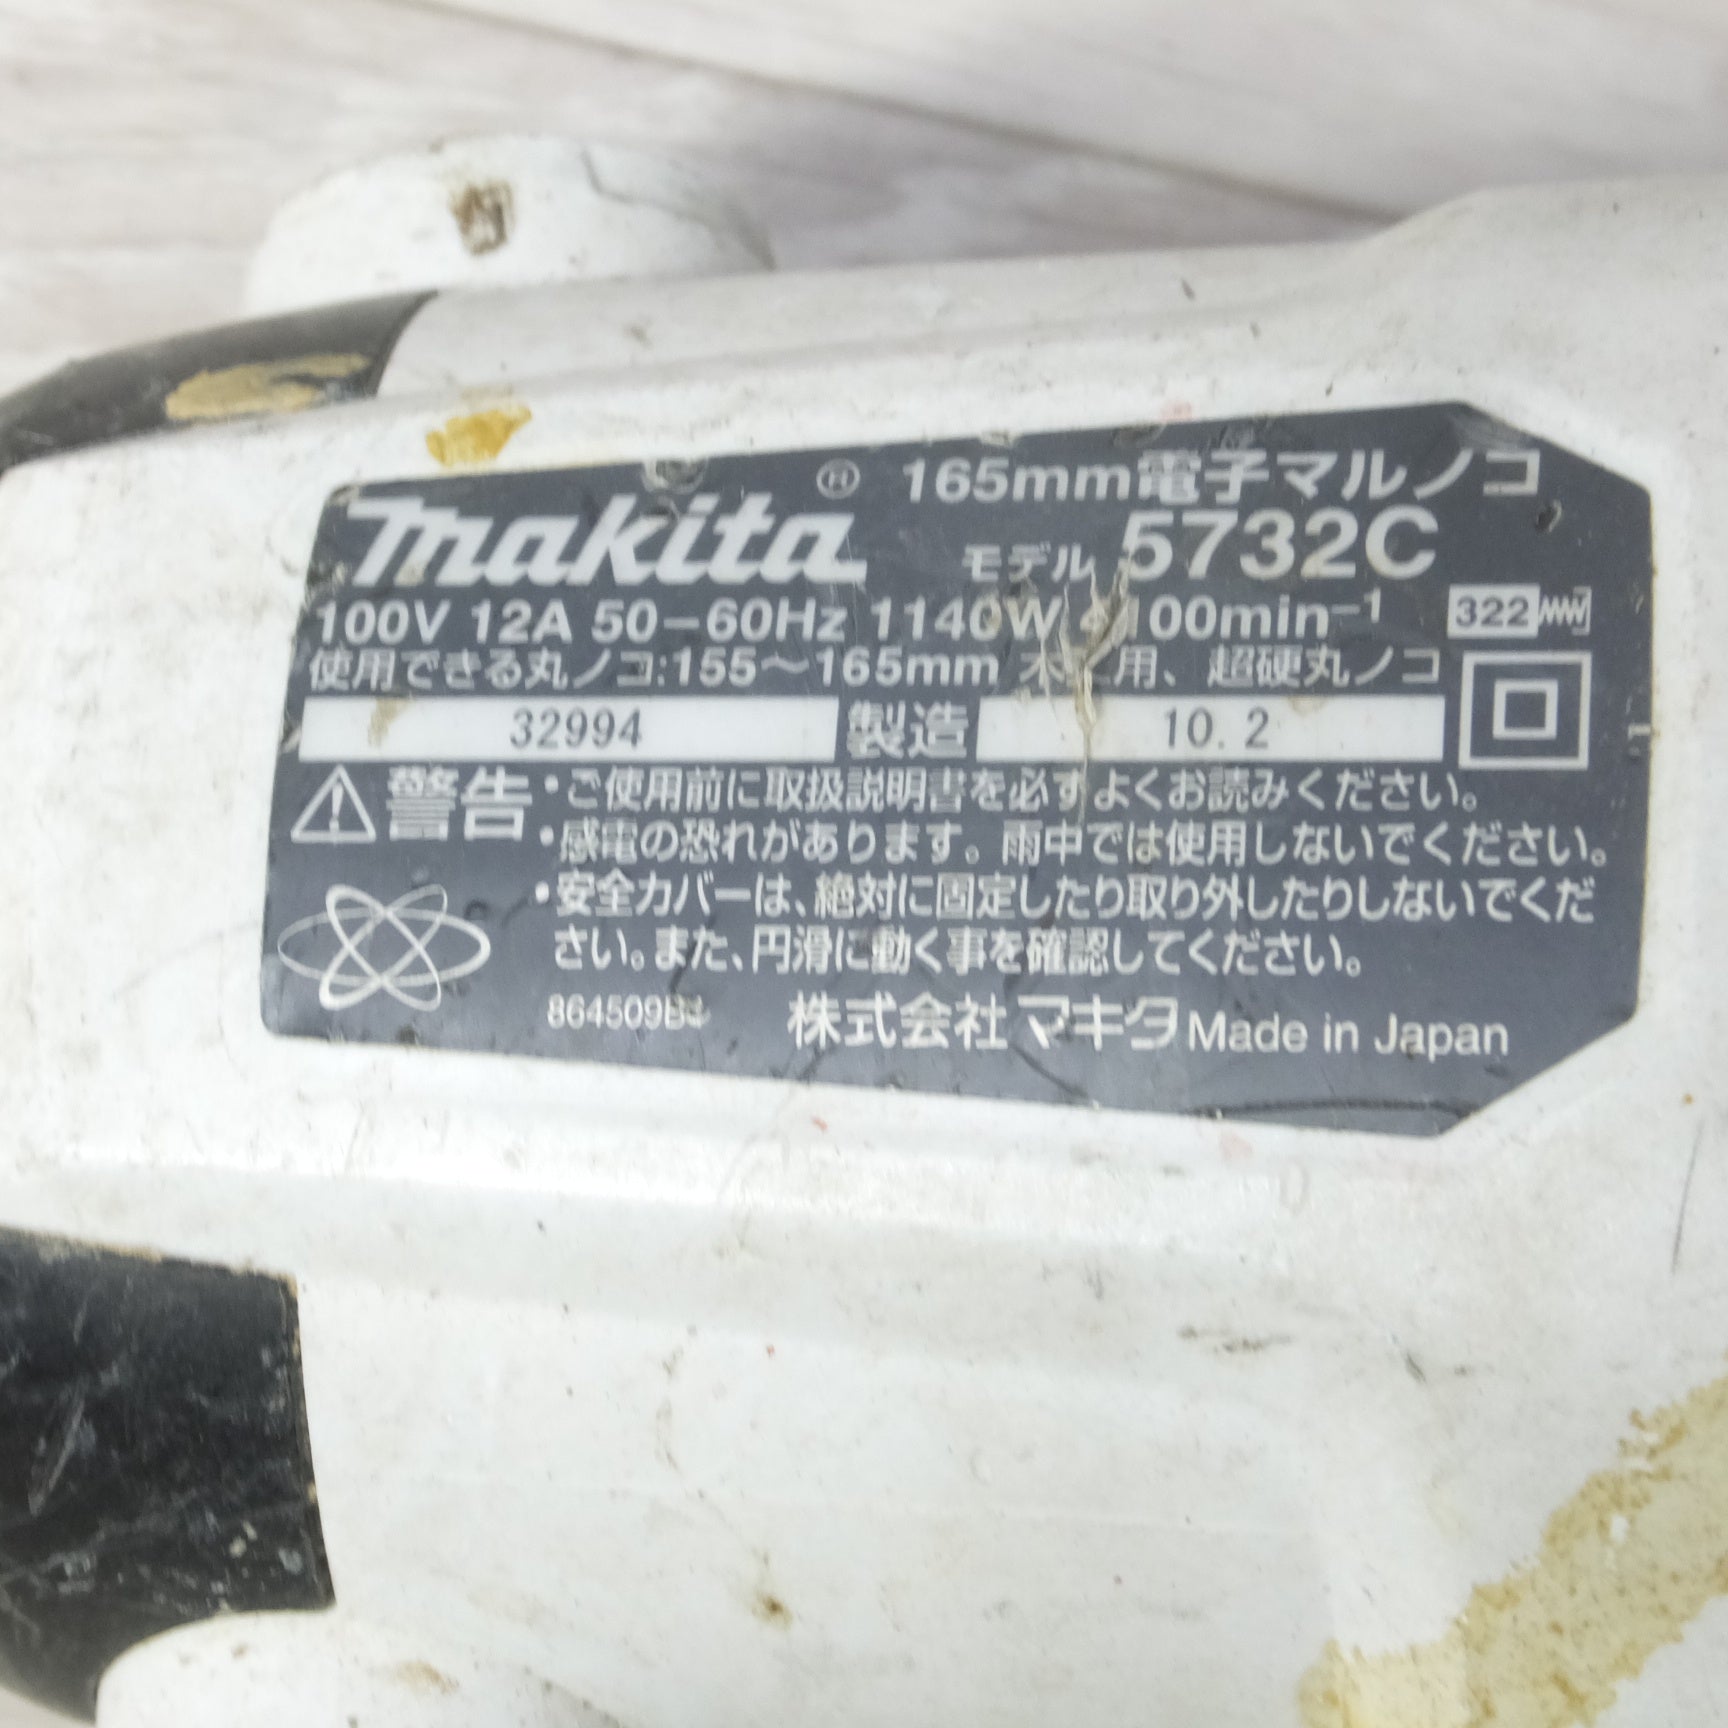 makita 165mm電子マルノコ
モデル 5732C
100V 12A 50-60Hz 1140W 100min⁻¹ 322
使用できる丸ノコ:155〜165mm 木工用、超硬丸ノコ
32994 製造 10. 2
警告 ・ご使用前に取扱説明書を必ずよくお読みください。
・感電の恐れがあります。雨中では使用しないでください。
・安全カバーは、絶対に固定したり取り外したりしないでくだ
さい。また、円滑に動く事を確認してください。
株式会社マキタ Made in Japan